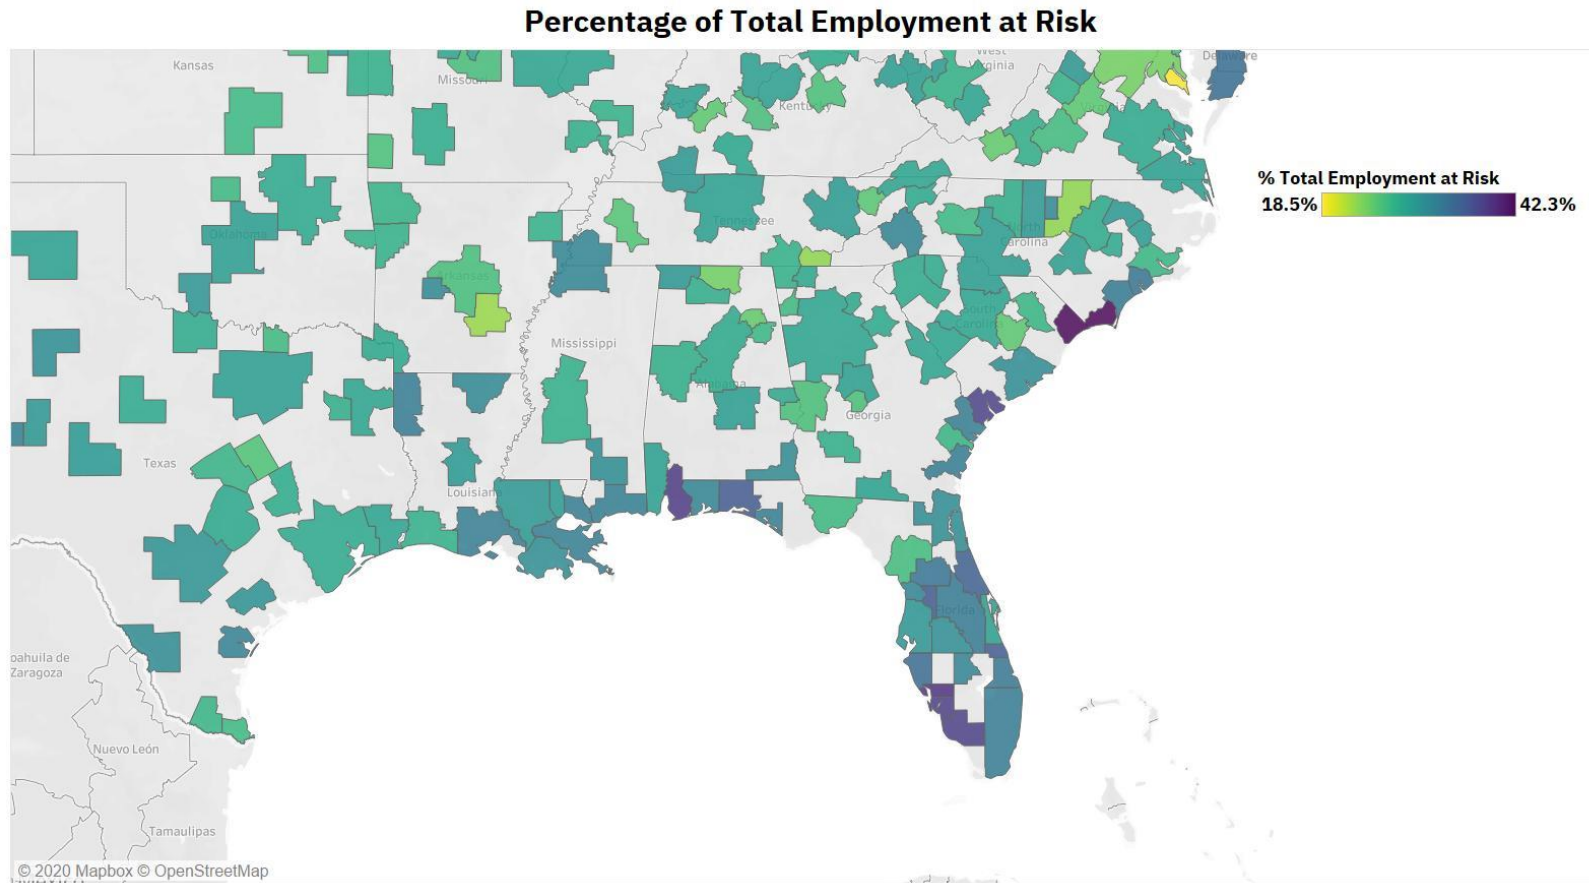 Percentage of Total Employment at Risk
Kansas
Missouri
West
Virginia
Delaware
Kentucky
Virginia
% Total Employment at Risk
18.5%
42.3%
Tennessee
Oklahoma
North
Carolina
Arkansas
South
Carolina
Mississippi
Alabama
Georgia
Texas
Louisiana
Florida
oahuila de
Zaragoza
Nuevo León
Tamaulipas
© 2020 Mapbox © OpenStreetMap